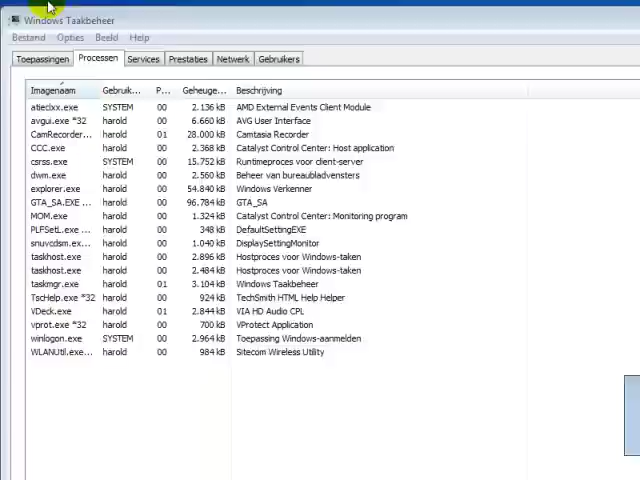 Windows Taakbeheer
Bestand Opties Beeld Help
Toepassingen Processen Services Prestaties Netwerk Gebruikers
Imagenaam Gebruik... P... Geheuge... Beschrijving
atieclxx.exe SYSTEM 00 2.136 kB AMD External Events Client Module
avgui.exe *32 harold 00 6.660 kB AVG User Interface
CamRecorder... harold 01 28.000 kB Camtasia Recorder
CCC.exe harold 00 2.368 kB Catalyst Control Center: Host application
csrss.exe SYSTEM 00 15.752 kB Runtimeproces voor client-server
dwm.exe harold 00 2.560 kB Beheer van bureaubladvensters
explorer.exe harold 00 54.840 kB Windows Verkenner
GTA_SA.EXE ... harold 00 96.784 kB GTA_SA
MOM.exe harold 00 1.324 kB Catalyst Control Center: Monitoring program
PLFSetI.exe ... harold 00 348 kB DefaultSettingEXE
snuvcdsm.ex... harold 00 1.040 kB DisplaySettingMonitor
taskhost.exe harold 00 2.896 kB Hostproces voor Windows-taken
taskhost.exe harold 00 2.484 kB Hostproces voor Windows-taken
taskmgr.exe harold 01 3.104 kB Windows Taakbeheer
TscHelp.exe *32 harold 00 924 kB TechSmith HTML Help Helper
VDeck.exe harold 01 2.844 kB VIA HD Audio CPL
vprot.exe *32 harold 00 700 kB VProtect Application
winlogon.exe SYSTEM 00 2.964 kB Toepassing Windows-aanmelden
WLANUtil.exe... harold 00 984 kB Sitecom Wireless Utility